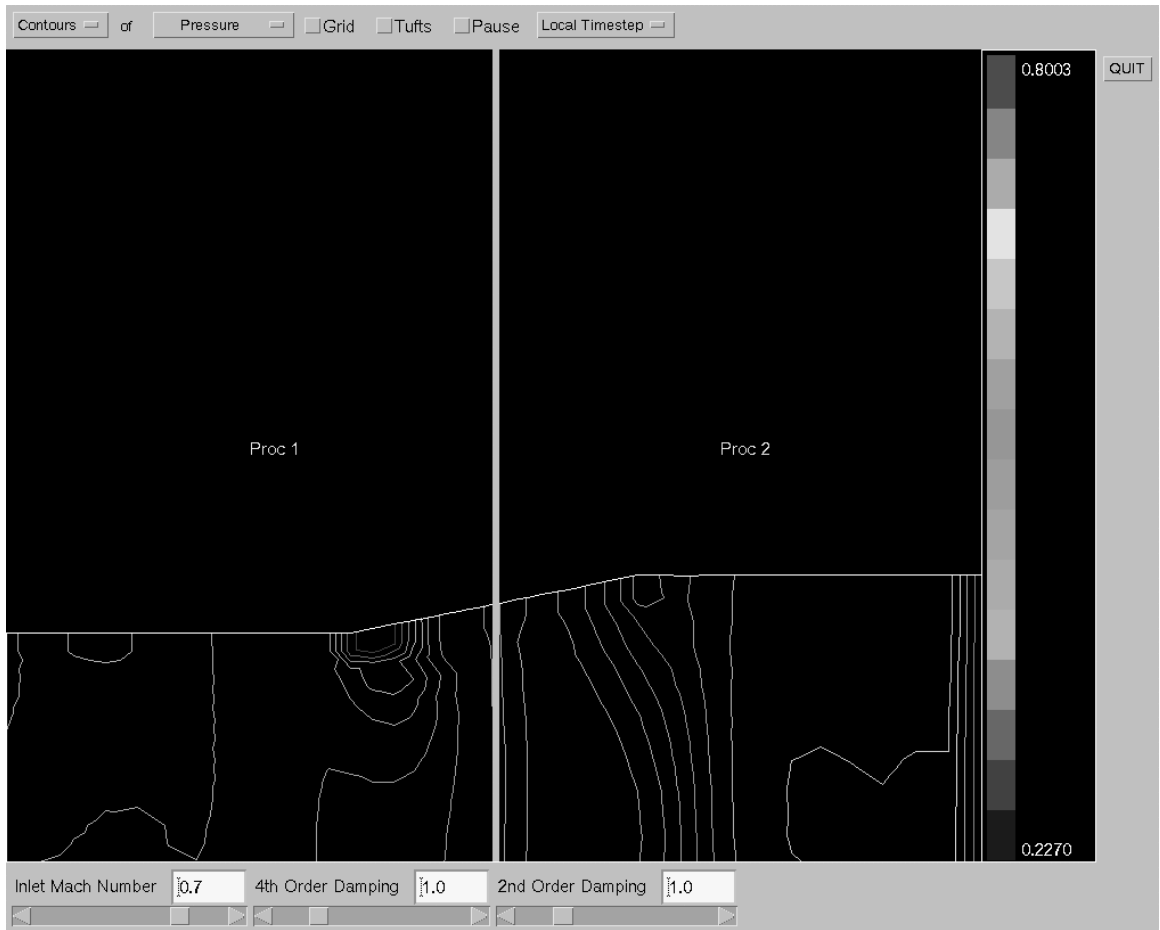 Contours of Pressure Grid Tufts Pause Local Timestep
0.8003 QUIT
Proc 1 Proc 2
0.2270
Inlet Mach Number 0.7 4th Order Damping 1.0 2nd Order Damping 1.0